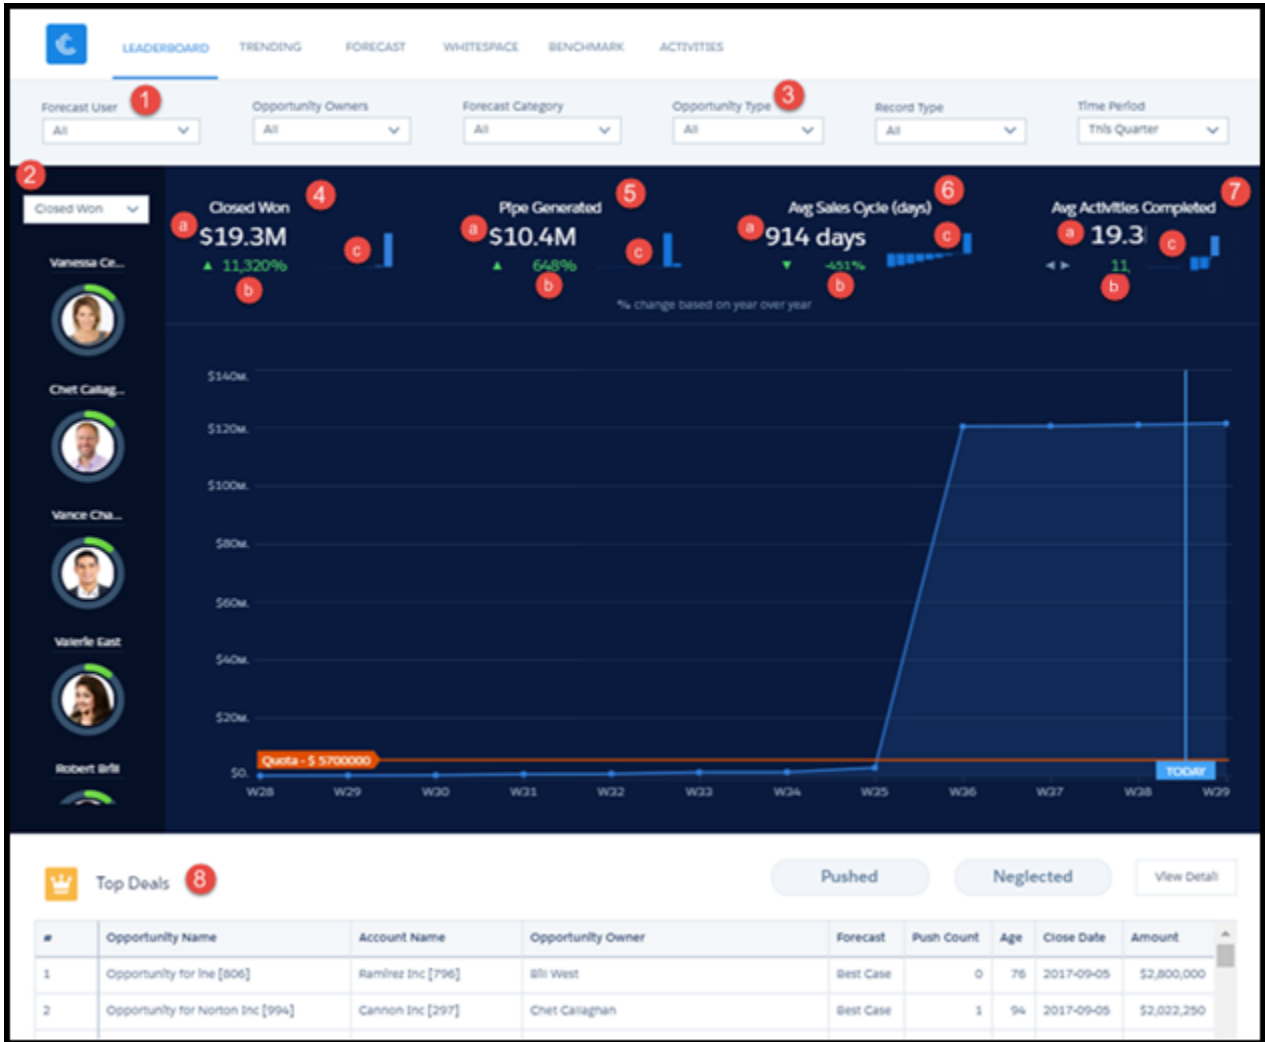 LEADERBOARD TRENDING FORECAST WHITESPACE BENCHMARK ACTIVITIES
Forecast User 1 Opportunity Owners Forecast Category Opportunity Type 3 Record Type Time Period
All All All All All This Quarter
2
Closed Won
Closed Won 4 Pipe Generated 5 Avg Sales Cycle (days) 6 Avg Activities Completed 7
a $19.3M c a $10.4M c a 914 days c a 19.3 c
▲ 11,320% ▲ 648% ▼ -451% ◄ ► 11,
b b b b
% change based on year over year
Vanessa Ce...
Chet Callag...
Vance Cha...
Valerie East
Robert Brill
$140M.
$120M.
$100M.
$80M.
$60M.
$40M.
$20M.
Quota - $ 5700000
$0.
TODAY
W28 W29 W30 W31 W32 W33 W34 W35 W36 W37 W38 W39
Top Deals 8 Pushed Neglected View Detail
# Opportunity Name Account Name Opportunity Owner Forecast Push Count Age Close Date Amount
1 Opportunity for Ine [806] Ramirez Inc [796] Bill West Best Case 0 76 2017-09-05 $2,800,000
2 Opportunity for Norton Inc [994] Cannon Inc [297] Chet Callaghan Best Case 1 94 2017-09-05 $2,022,250